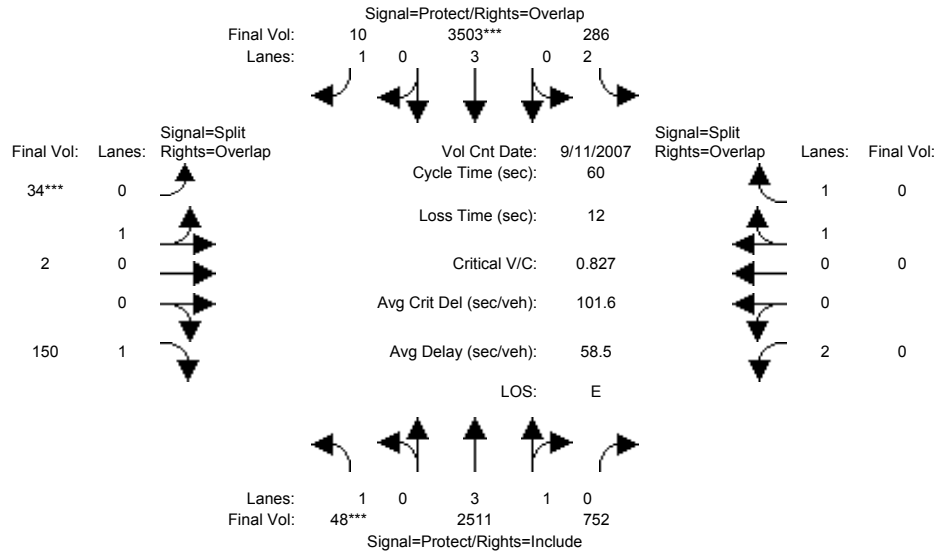 Signal=Protect/Rights=Overlap
Final Vol: 10 3503*** 286
Lanes: 1 0 3 0 2
Signal=Split
Rights=Overlap
Final Vol: Lanes:
Vol Cnt Date: 9/11/2007
Signal=Split
Rights=Overlap
Lanes: Final Vol:
Cycle Time (sec): 60
34*** 0
1 0
Loss Time (sec): 12
1
1
2 0
Critical V/C: 0.827
0 0
0
Avg Crit Del (sec/veh): 101.6
0
150 1
Avg Delay (sec/veh): 58.5
2 0
LOS: E
Lanes: 1 0 3 1 0
Final Vol: 48*** 2511 752
Signal=Protect/Rights=Include